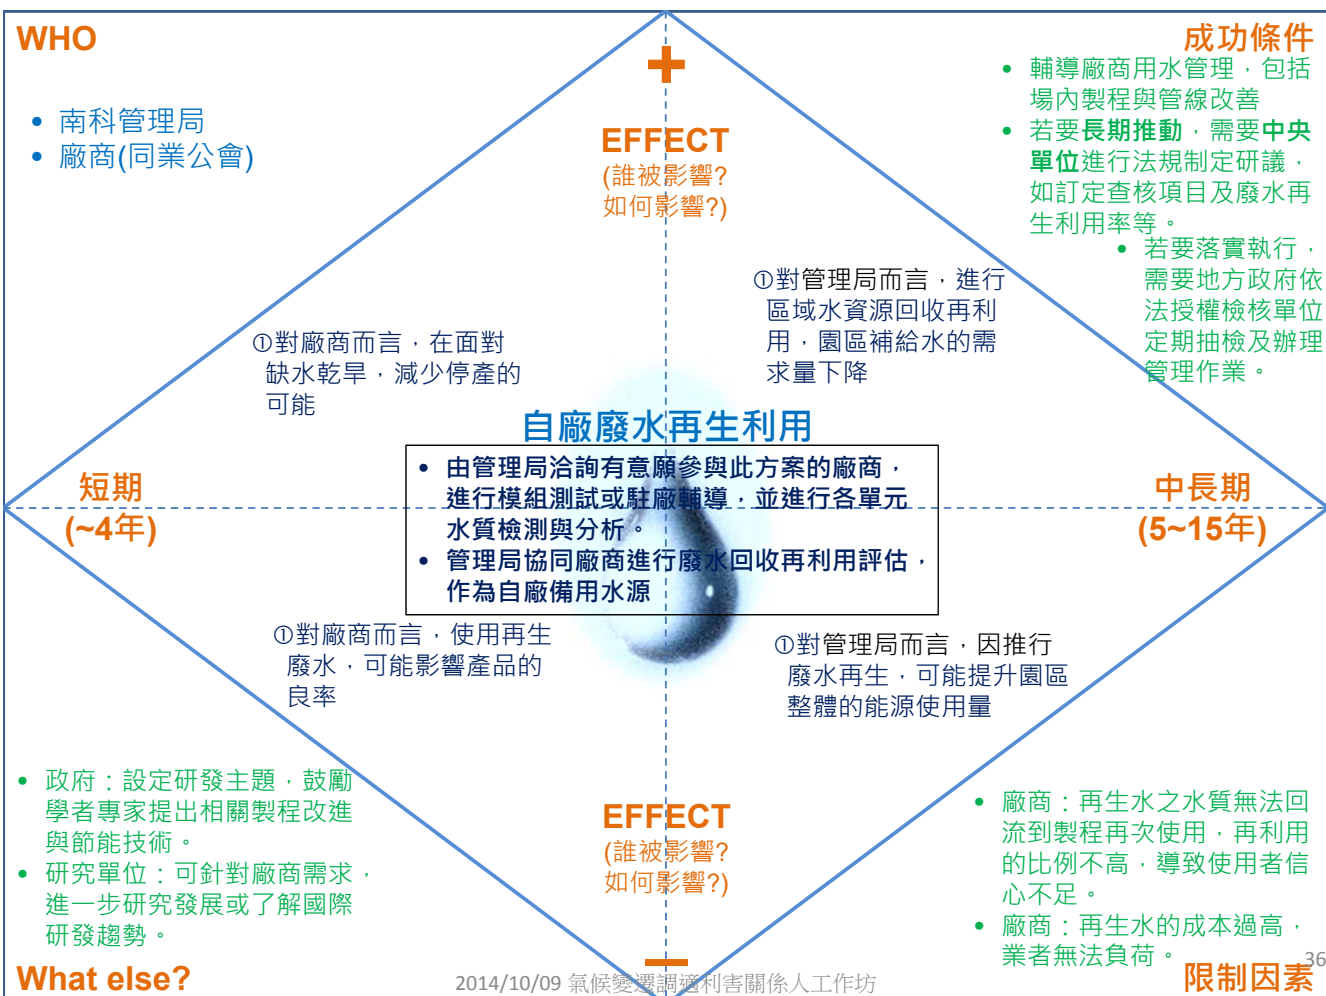 WHO
• 南科管理局
• 廠商(同業公會)
成功條件
• 輔導廠商用水管理，包括
場內製程與管線改善
• 若要長期推動，需要中央
單位進行法規制定研議，
如訂定查核項目及廢水再
生利用率等。
• 若要落實執行，
需要地方政府依
法授權檢核單位
定期抽檢及辦理
管理作業。
+
EFFECT
(誰被影響?
如何影響?)
①對廠商而言，在面對
缺水乾旱，減少停產的
可能
①對管理局而言，進行
區域水資源回收再利
用，園區補給水的需
求量下降
自廠廢水再生利用
• 由管理局洽詢有意願參與此方案的廠商，
進行模組測試或駐廠輔導，並進行各單元
水質檢測與分析。
• 管理局協同廠商進行廢水回收再利用評估，
作為自廠備用水源
短期
(~4年)
中長期
(5~15年)
①對廠商而言，使用再生
廢水，可能影響產品的
良率
①對管理局而言，因推行
廢水再生，可能提升園區
整體的能源使用量
EFFECT
(誰被影響?
如何影響?)
−
• 政府：設定研發主題，鼓勵
學者專家提出相關製程改進
與節能技術。
• 研究單位：可針對廠商需求，
進一步研究發展或了解國際
研發趨勢。
What else?
• 廠商：再生水之水質無法回
流到製程再次使用，再利用
的比例不高，導致使用者信
心不足。
• 廠商：再生水的成本過高，
業者無法負荷。
限制因素
2014/10/09 氣候變遷調適利害關係人工作坊
36